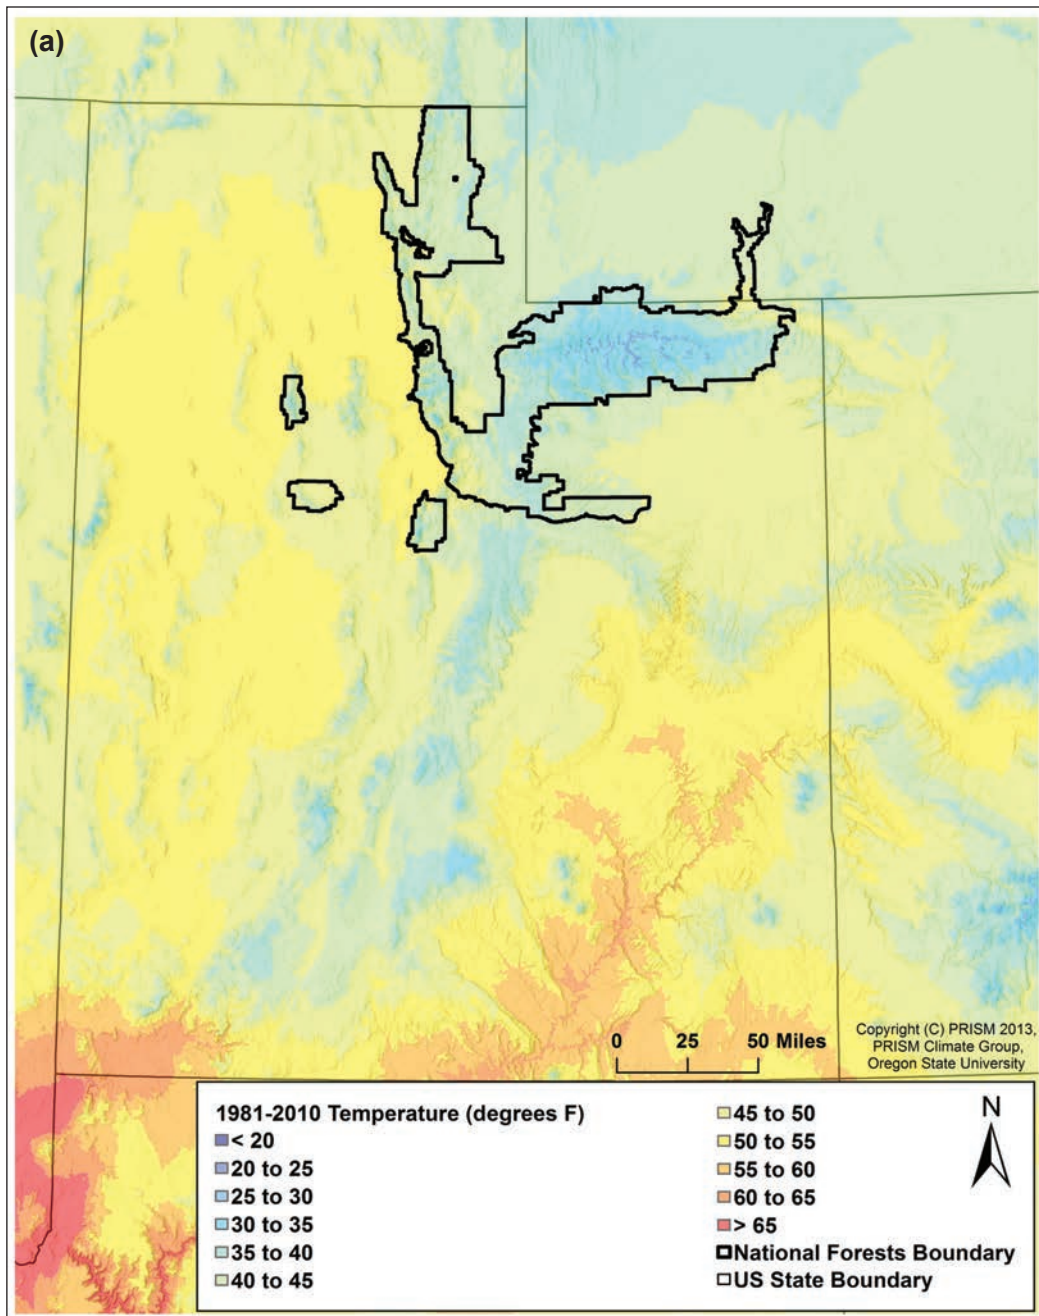 (a)
0 25 50 Miles
Copyright (C) PRISM 2013,
PRISM Climate Group,
Oregon State University
1981-2010 Temperature (degrees F)
< 20
20 to 25
25 to 30
30 to 35
35 to 40
40 to 45
45 to 50
50 to 55
55 to 60
60 to 65
> 65
National Forests Boundary
US State Boundary
N